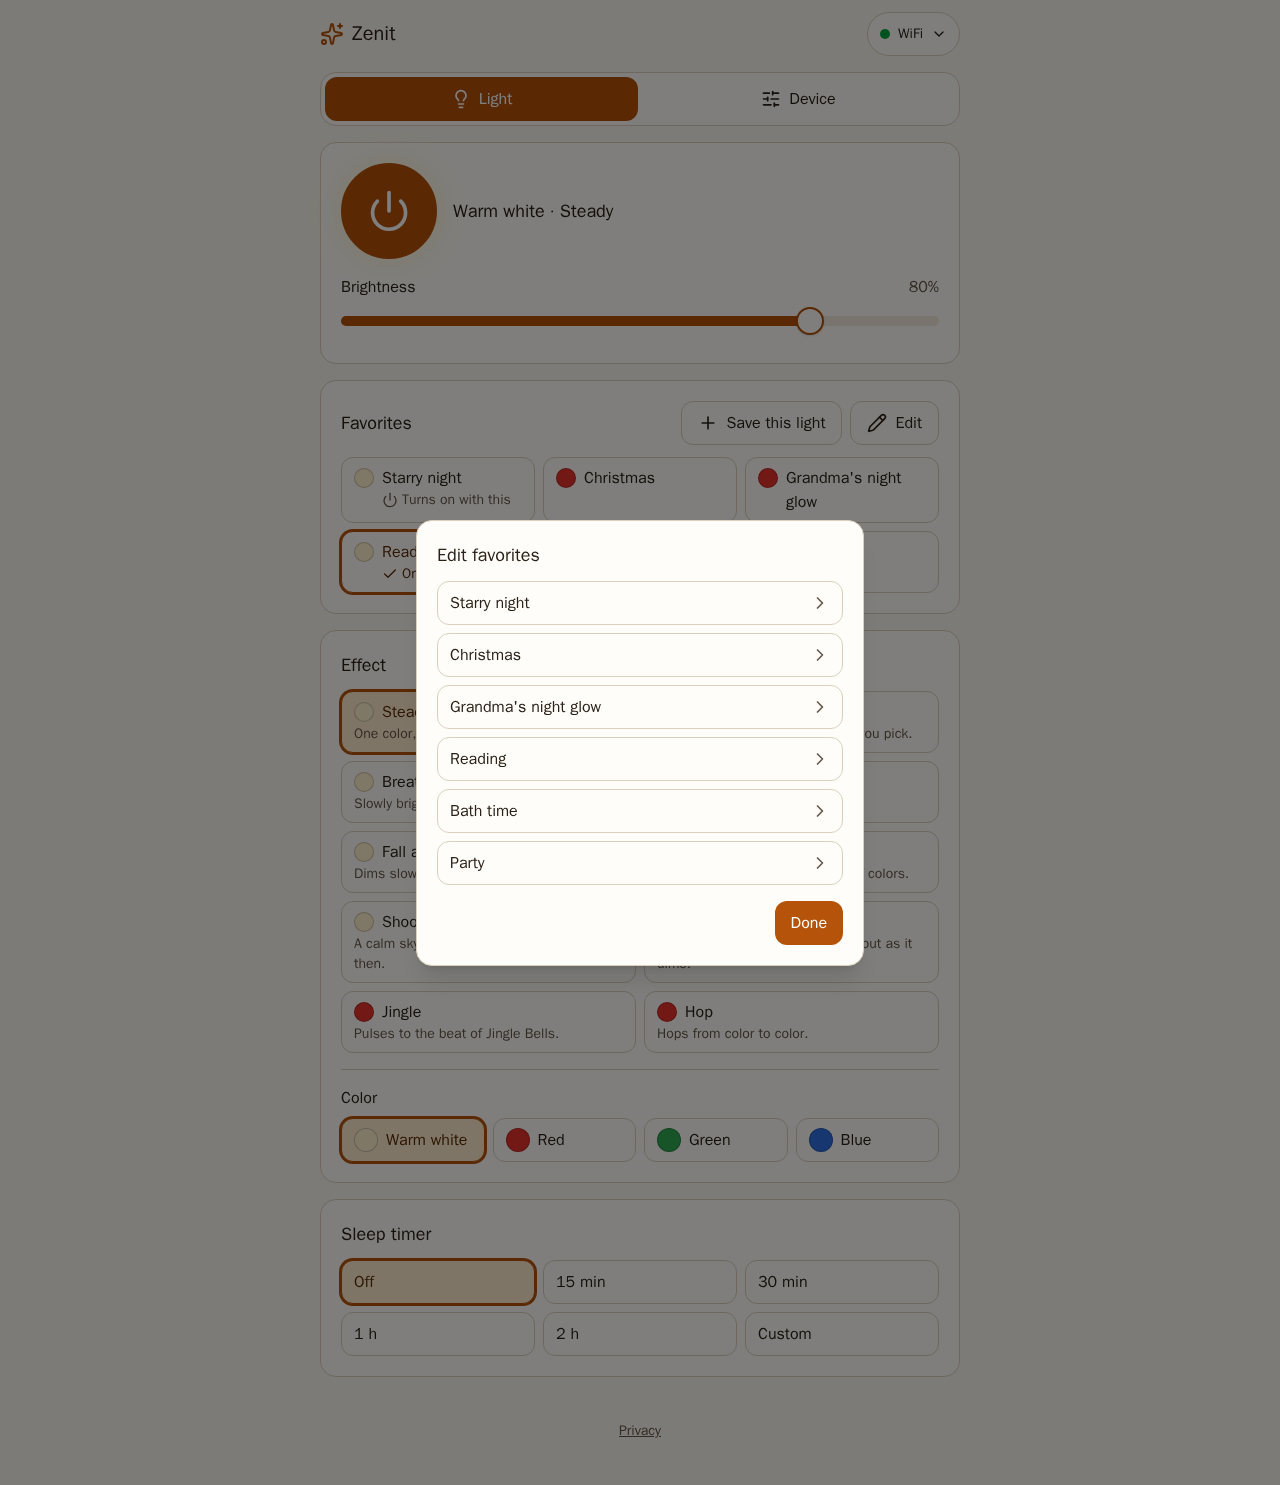 Zenit
WiFi
Light
Device
Warm white · Steady
Brightness
80%
Favorites
Save this light
Edit
Starry night
Turns on with this
Christmas
Grandma's night
glow
Edit favorites
Starry night
Christmas
Grandma's night glow
Reading
Bath time
Party
Done
Effect
One color.
ou pick.
Slowly
Dims
colors.
A calm
then.
out as it
Jingle
Pulses to the beat of Jingle Bells.
Hop
Hops from color to color.
Color
Warm white
Red
Green
Blue
Sleep timer
Off
15 min
30 min
1 h
2 h
Custom
Privacy